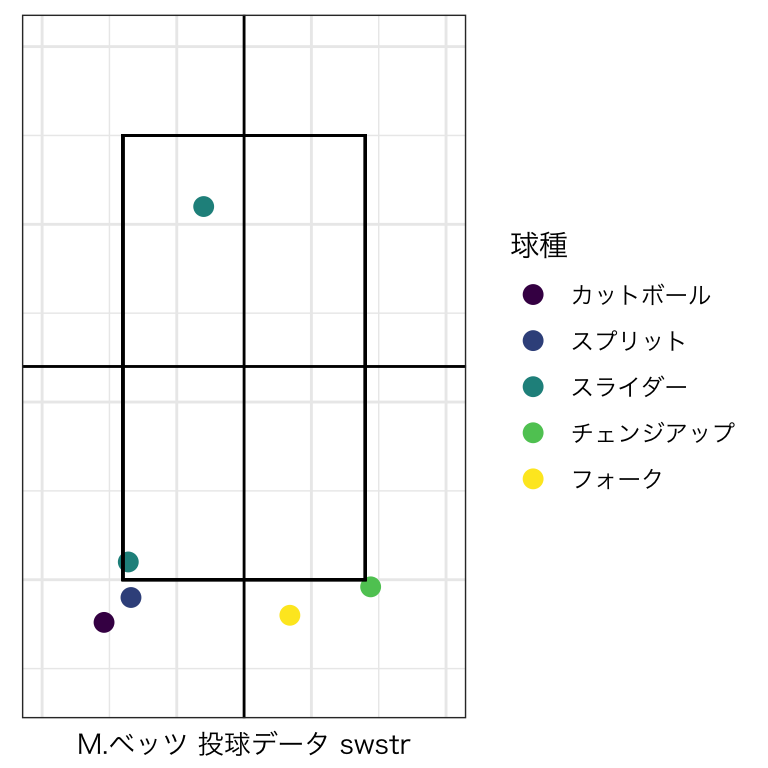 球種
カットボール
スプリット
スライダー
チェンジアップ
フォーク
M.ベッツ 投球データ swstr